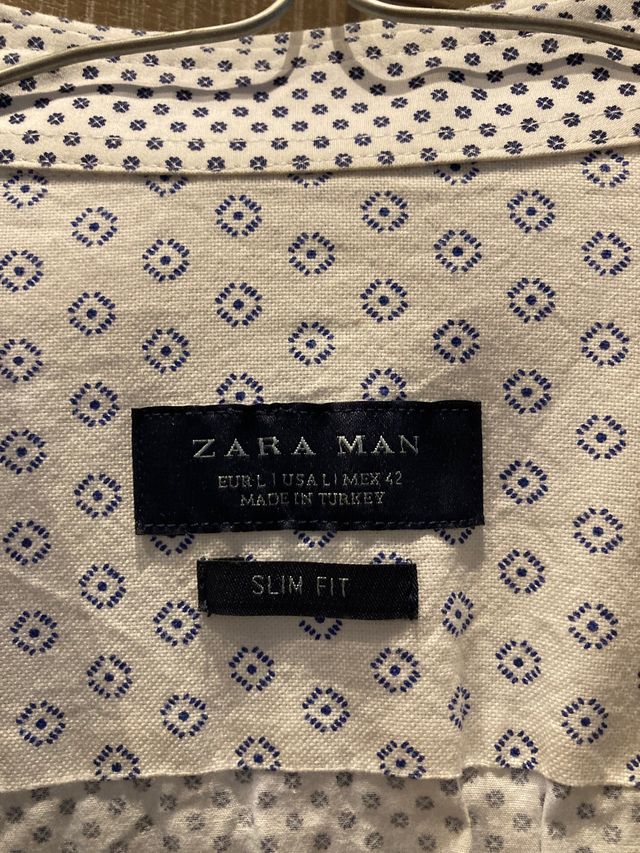 ZARA MAN
EUR L | USA L | MEX 42
MADE IN TURKEY
SLIM FIT